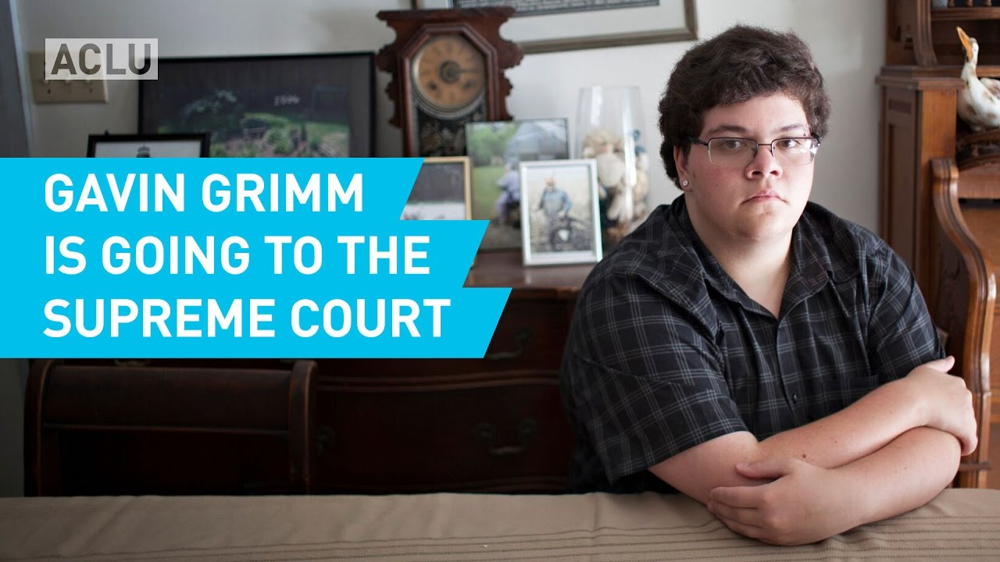 ACLU
GAVIN GRIMM
IS GOING TO THE
SUPREME COURT